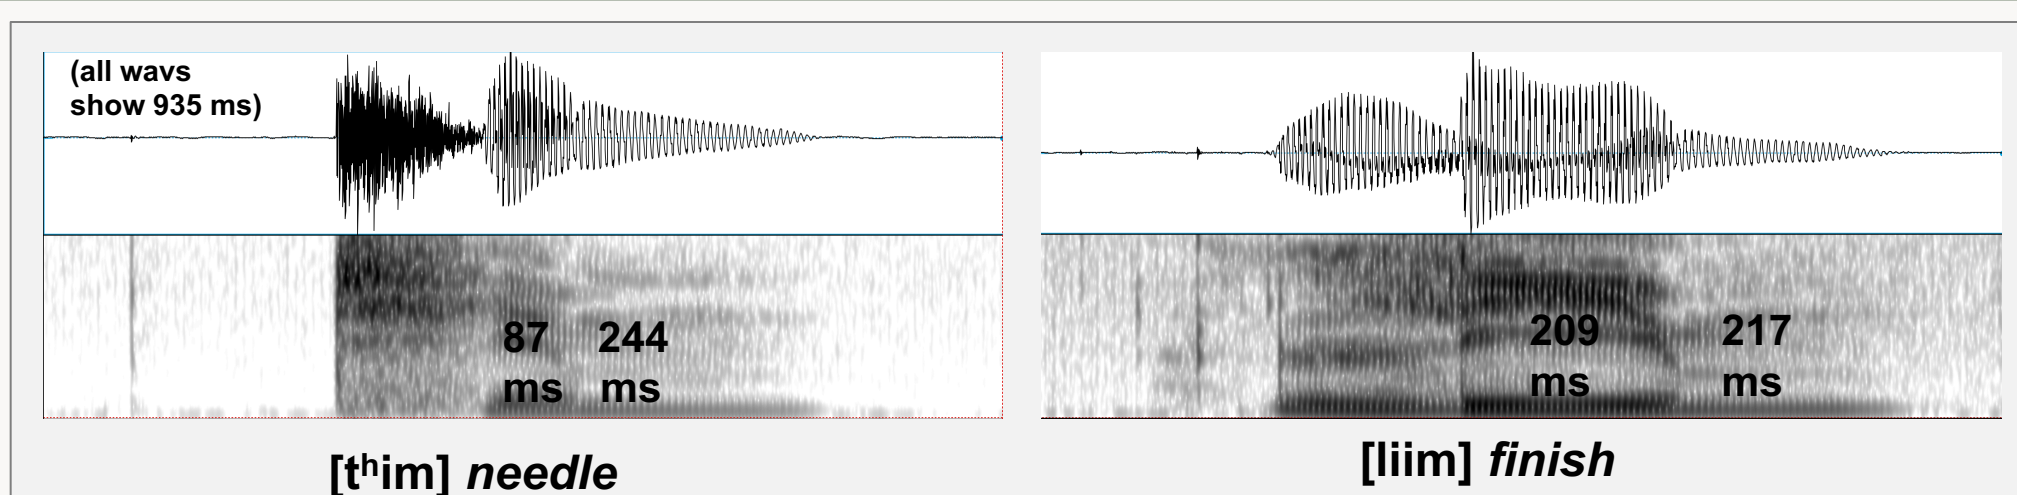 (all wavs
show 935 ms)
87 244
ms ms
209 217
ms ms
[tʰim] needle
[liim] finish